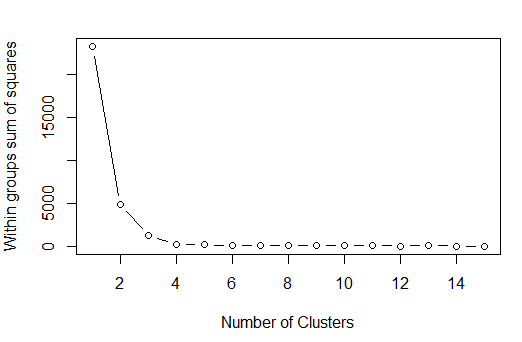 Within groups sum of squares
15000
5000
0
2 4 6 8 10 12 14
Number of Clusters